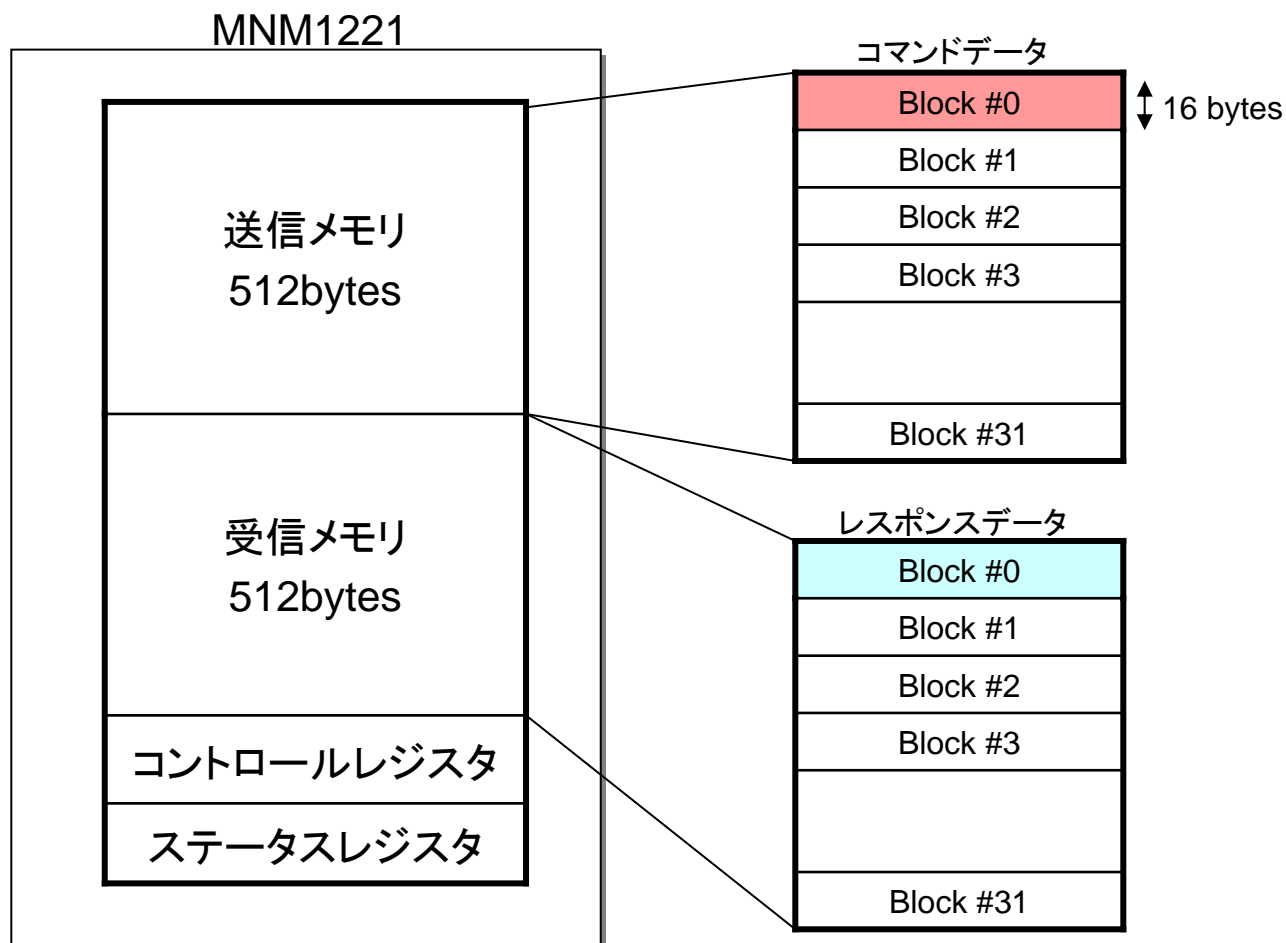 MNM1221
送信メモリ
512bytes
受信メモリ
512bytes
コントロールレジスタ
ステータスレジスタ
コマンドデータ
Block #0
16 bytes
Block #1
Block #2
Block #3
Block #31
レスポンスデータ
Block #0
Block #1
Block #2
Block #3
Block #31